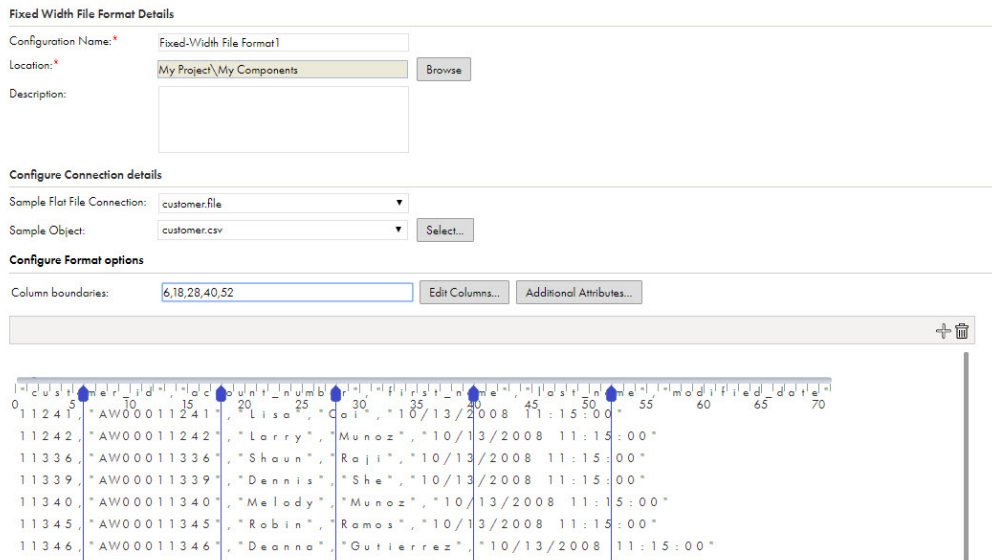 Fixed Width File Format Details
Configuration Name:* Fixed-Width File Format1
Location:* My Project\My Components Browse
Description:
Configure Connection details
Sample Flat File Connection: customer.file
Sample Object: customer.csv Select...
Configure Format options
Column boundaries: 6,18,28,40,52 Edit Columns... Additional Attributes...
"customer_id","account_number","first_name","last_name","modified_date"
0 5 10 15 20 25 30 35 40 45 50 55 60 65 70
11241,"AW00011241","Lisa","Cai","10/13/2008 11:15:00"
11242,"AW00011242","Larry","Munoz","10/13/2008 11:15:00"
11336,"AW00011336","Shaun","Raji","10/13/2008 11:15:00"
11339,"AW00011339","Dennis","She","10/13/2008 11:15:00"
11340,"AW00011340","Melody","Munoz","10/13/2008 11:15:00"
11345,"AW00011345","Robin","Ramos","10/13/2008 11:15:00"
11346,"AW00011346","Deanna","Gutierrez","10/13/2008 11:15:00"